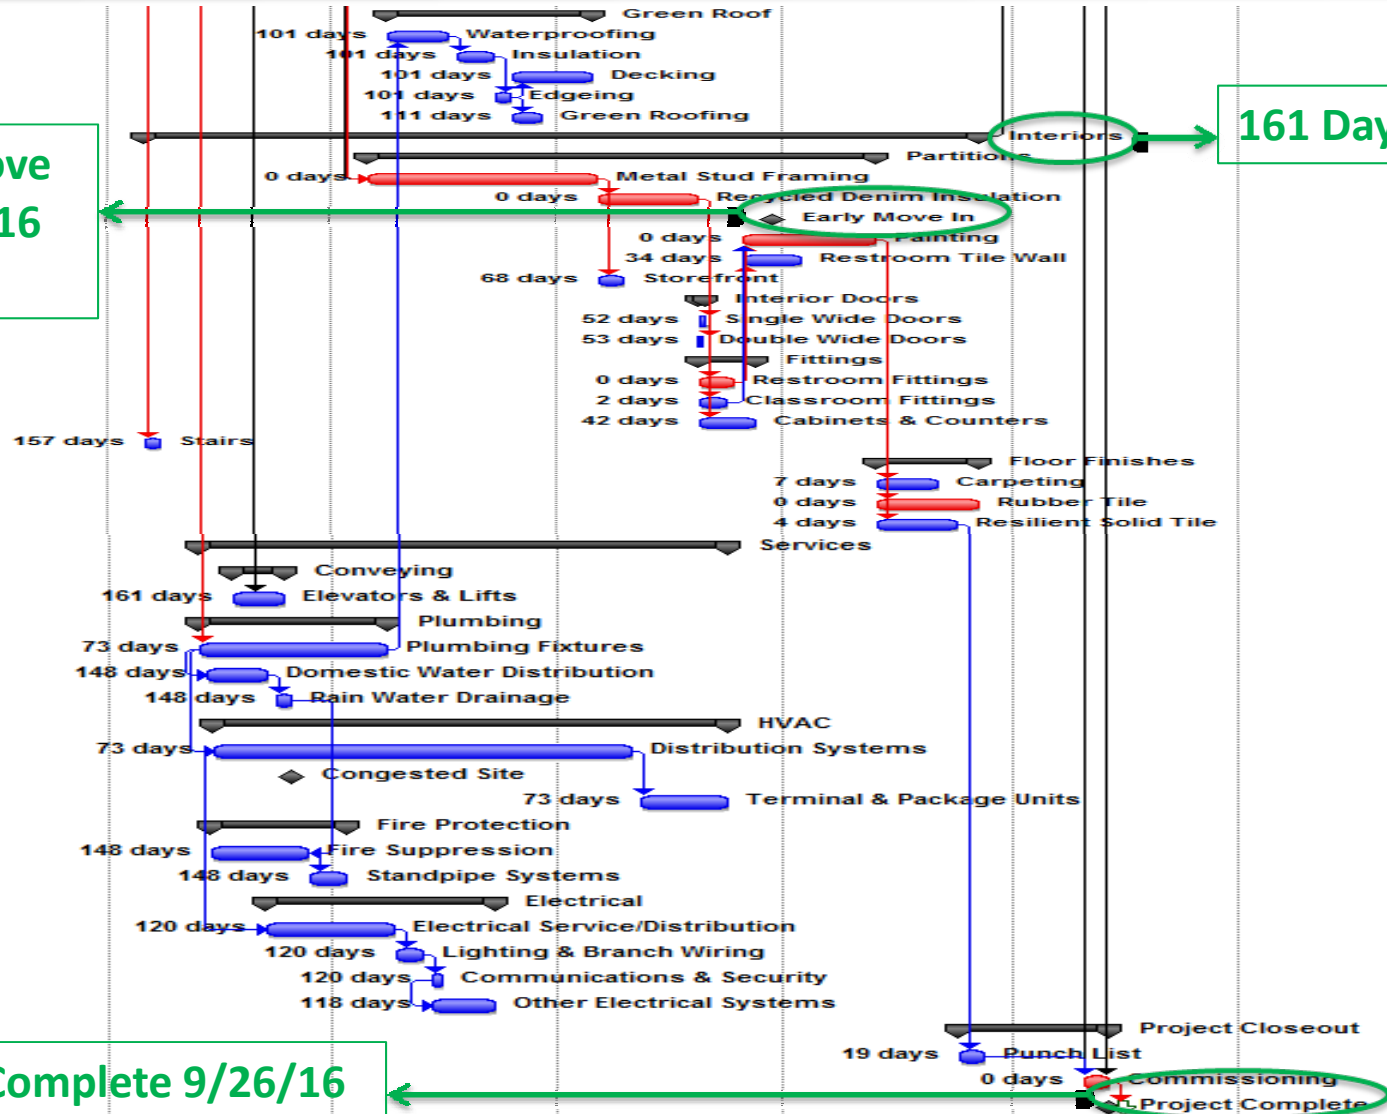 Green Roof
101 days Waterproofing
101 days Insulation
101 days Decking
101 days Edgeing
111 days Green Roofing
Interiors
161 Day
ove
16
Partitions
0 days Metal Stud Framing
0 days Recycled Denim Insulation
Early Move In
0 days Painting
34 days Restroom Tile Wall
68 days Storefront
Interior Doors
52 days Single Wide Doors
53 days Double Wide Doors
Fittings
0 days Restroom Fittings
2 days Classroom Fittings
42 days Cabinets & Counters
157 days Stairs
Floor Finishes
7 days Carpeting
0 days Rubber Tile
4 days Resilient Solid Tile
Services
Conveying
161 days Elevators & Lifts
Plumbing
73 days Plumbing Fixtures
148 days Domestic Water Distribution
148 days Rain Water Drainage
HVAC
73 days Distribution Systems
Congested Site
73 days Terminal & Package Units
Fire Protection
148 days Fire Suppression
148 days Standpipe Systems
Electrical
120 days Electrical Service/Distribution
120 days Lighting & Branch Wiring
120 days Communications & Security
118 days Other Electrical Systems
Project Closeout
19 days Punch List
0 days Commissioning
Project Complete
Complete 9/26/16